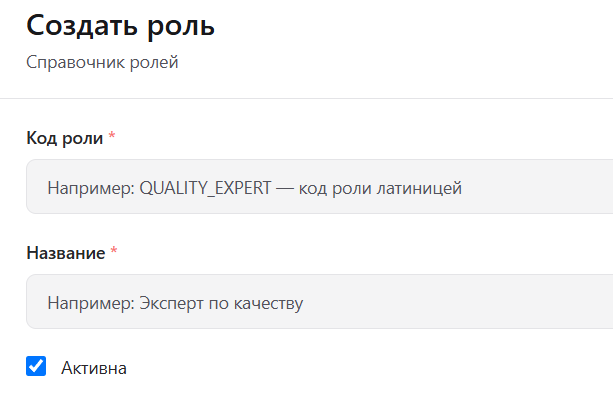 Создать роль
Справочник ролей
Код роли *
Например: QUALITY_EXPERT — код роли латиницей
Название *
Например: Эксперт по качеству
Активна